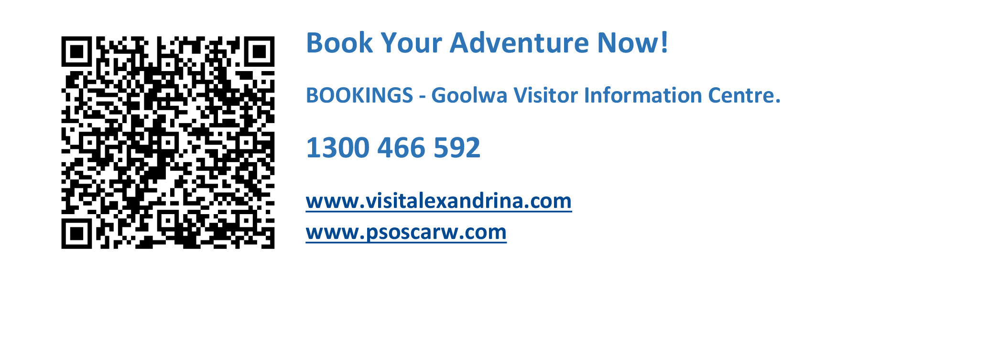 Book Your Adventure Now!
BOOKINGS - Goolwa Visitor Information Centre.
1300 466 592
www.visitalexandrina.com
www.psoscarw.com